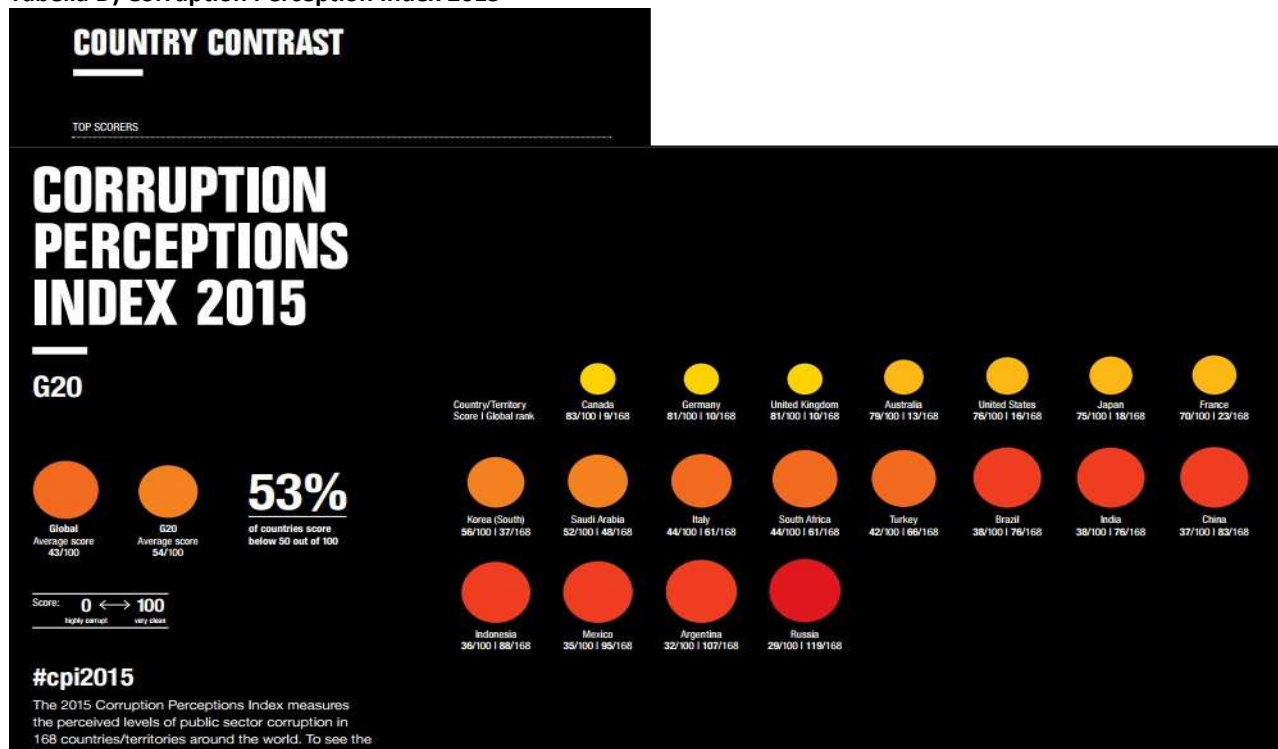 Tabella B) Corruption Perception Index 2015
COUNTRY CONTRAST
TOP SCORERS
CORRUPTION
PERCEPTIONS
INDEX 2015
G20
Country/Territory
Score | Global rank
Canada
83/100 | 9/168
Germany
81/100 | 10/168
United Kingdom
81/100 | 10/168
Australia
79/100 | 13/168
United States
76/100 | 16/168
Japan
75/100 | 18/168
France
70/100 | 23/168
Global
Average score
43/100
G20
Average score
54/100
53%
of countries score
below 50 out of 100
Korea (South)
56/100 | 37/168
Saudi Arabia
52/100 | 48/168
Italy
44/100 | 61/168
South Africa
44/100 | 61/168
Turkey
42/100 | 66/168
Brazil
38/100 | 76/168
India
38/100 | 76/168
China
37/100 | 83/168
Score: 0 ↔ 100
highly corrupt very clean
Indonesia
36/100 | 88/168
Mexico
35/100 | 95/168
Argentina
32/100 | 107/168
Russia
29/100 | 119/168
#cpi2015
The 2015 Corruption Perceptions Index measures
the perceived levels of public sector corruption in
168 countries/territories around the world. To see the